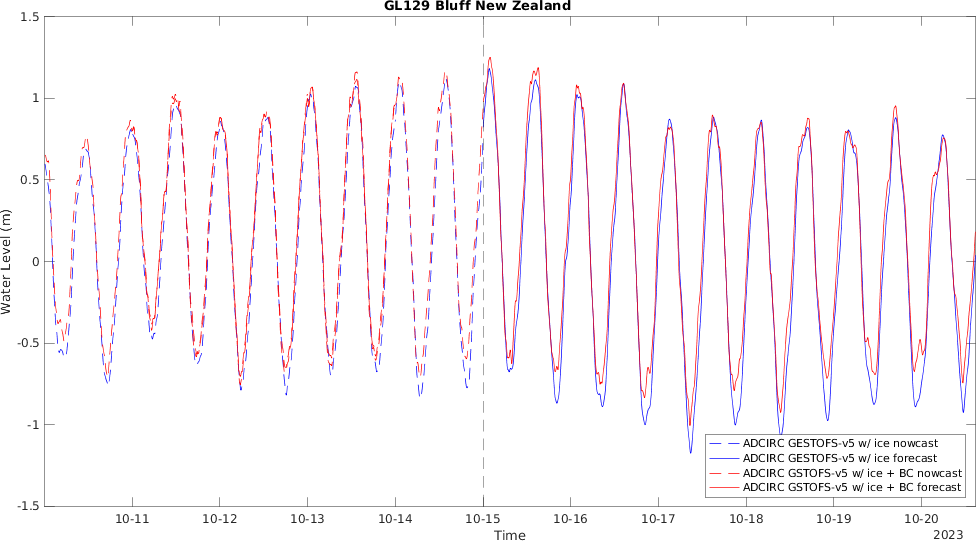 GL129 Bluff New Zealand
1.5
1
0.5
0
-0.5
-1
-1.5
Water Level (m)
10-11 10-12 10-13 10-14 10-15 10-16 10-17 10-18 10-19 10-20
Time
2023
ADCIRC GESTOFS-v5 w/ ice nowcast
ADCIRC GESTOFS-v5 w/ ice forecast
ADCIRC GSTOFS-v5 w/ ice + BC nowcast
ADCIRC GSTOFS-v5 w/ ice + BC forecast